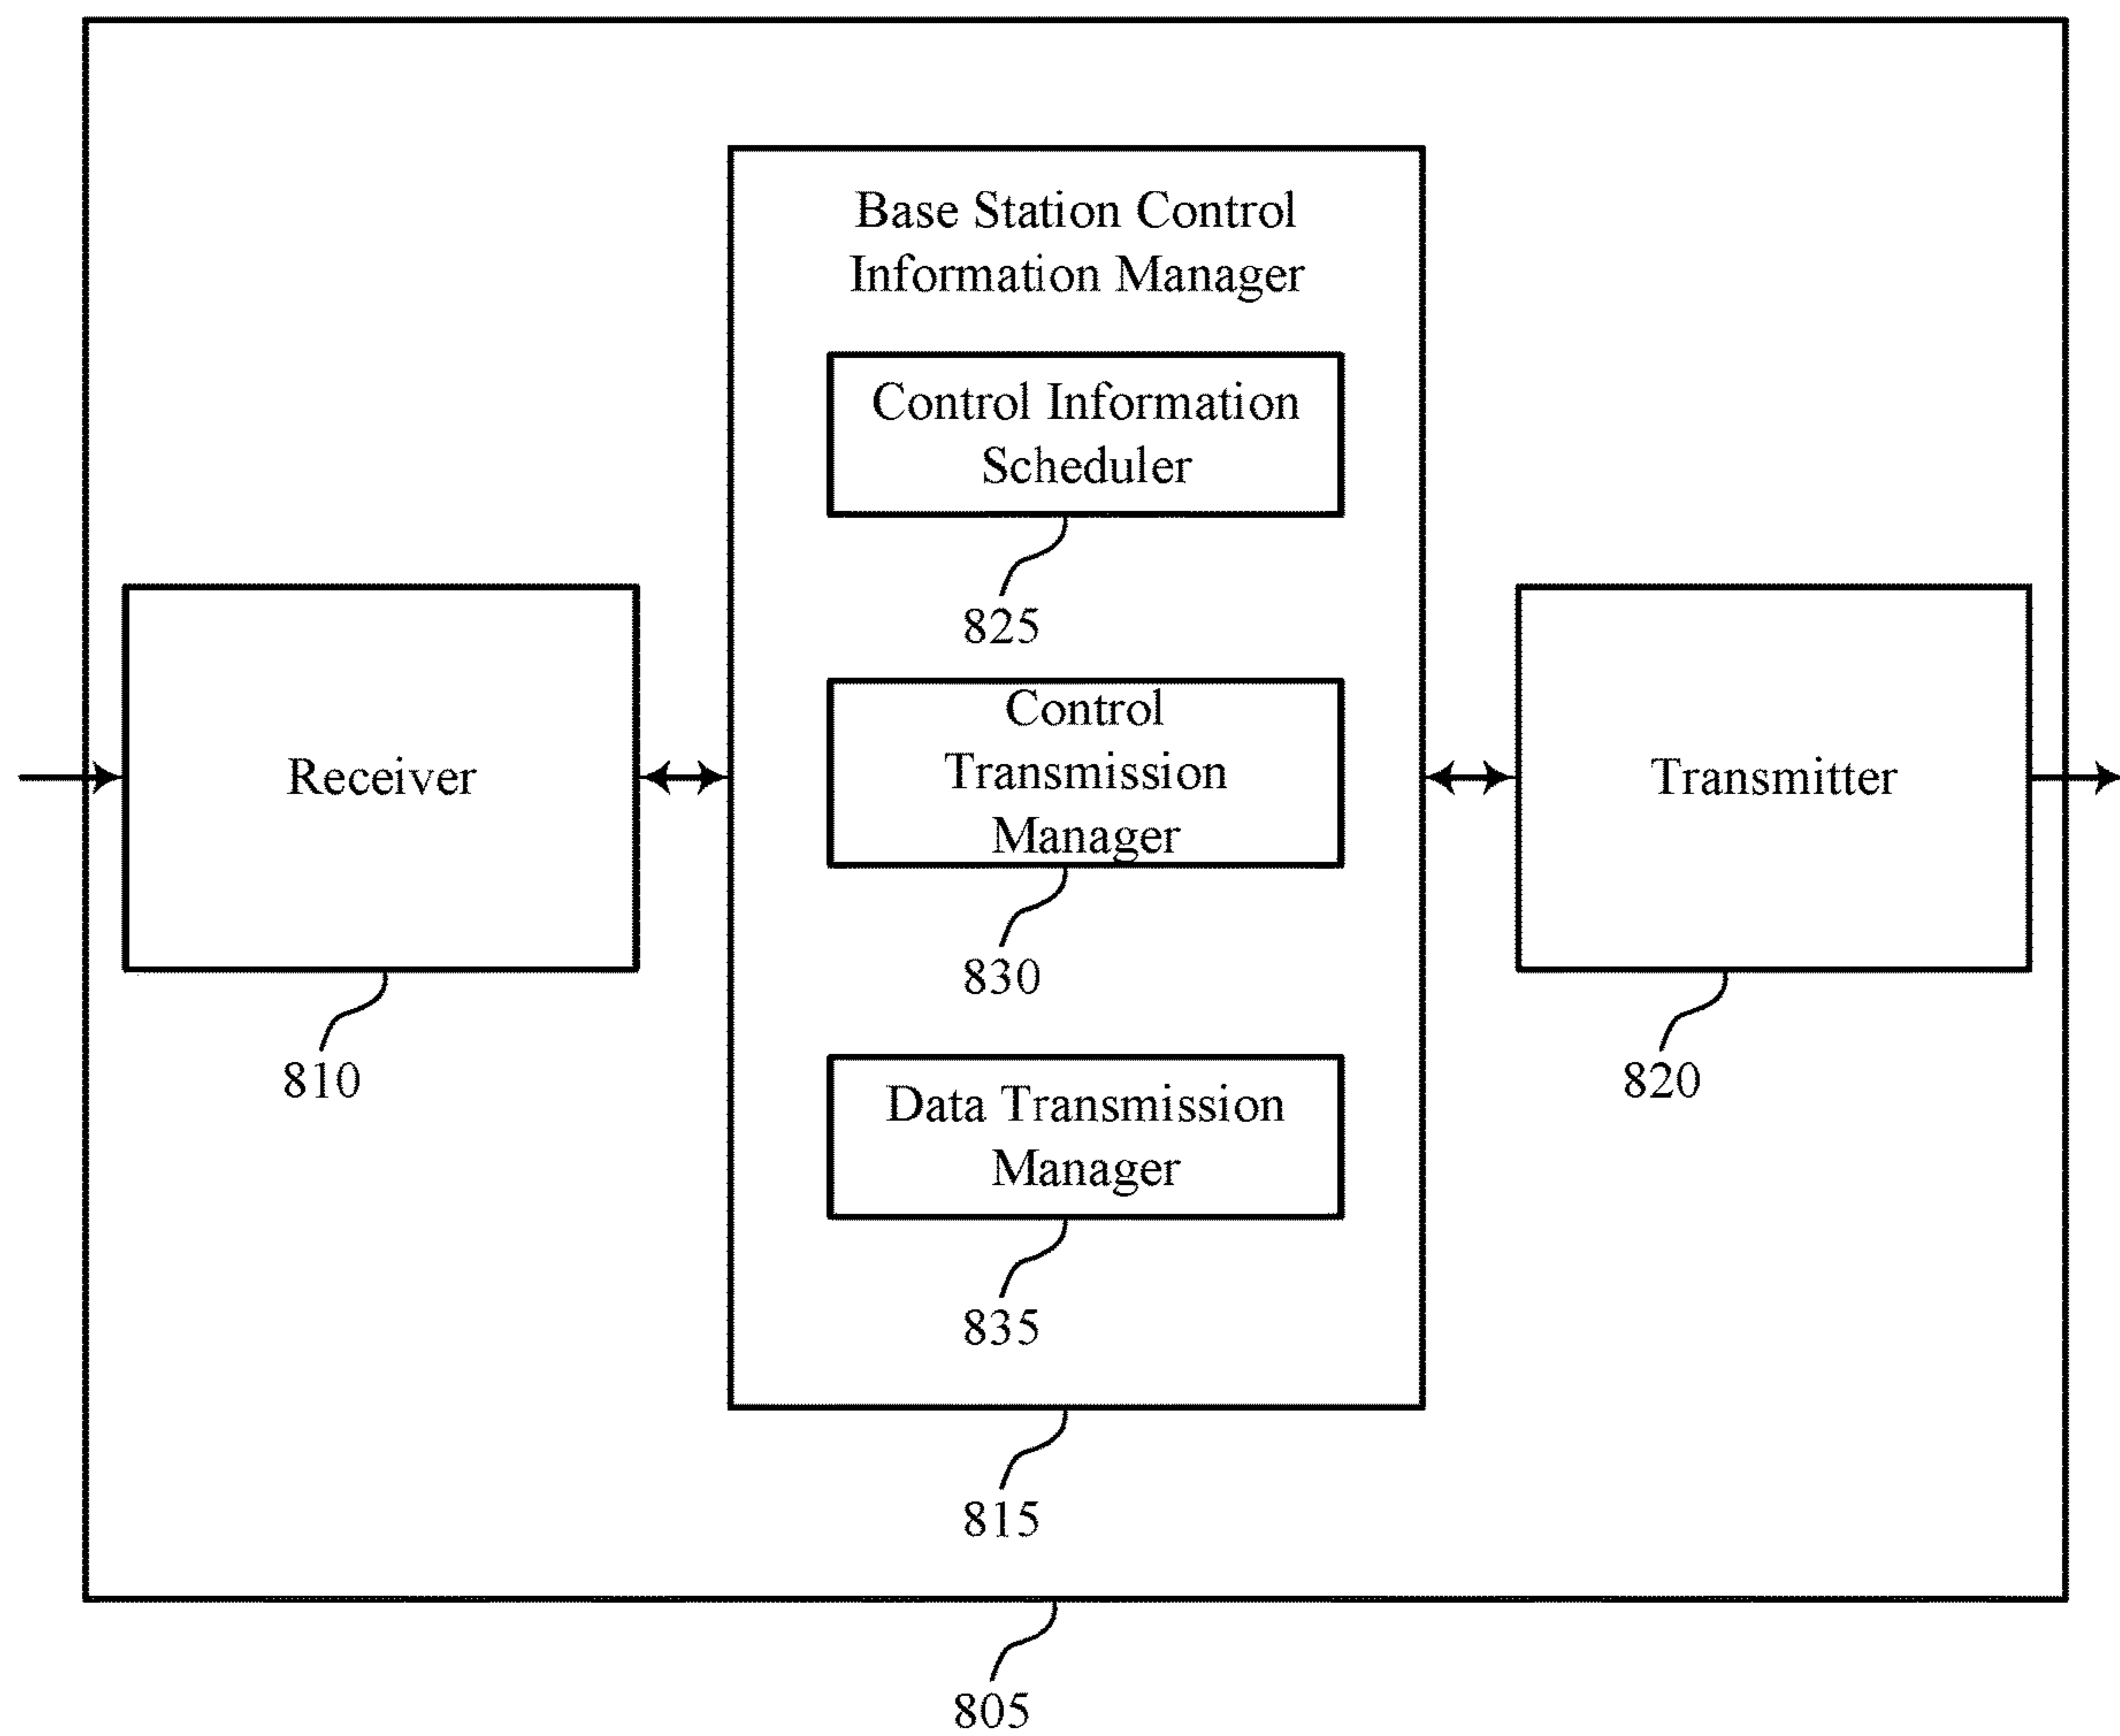 Base Station Control
Information Manager
Control Information
Scheduler
825
Receiver
810
Control
Transmission
Manager
830
Transmitter
820
Data Transmission
Manager
835
815
805